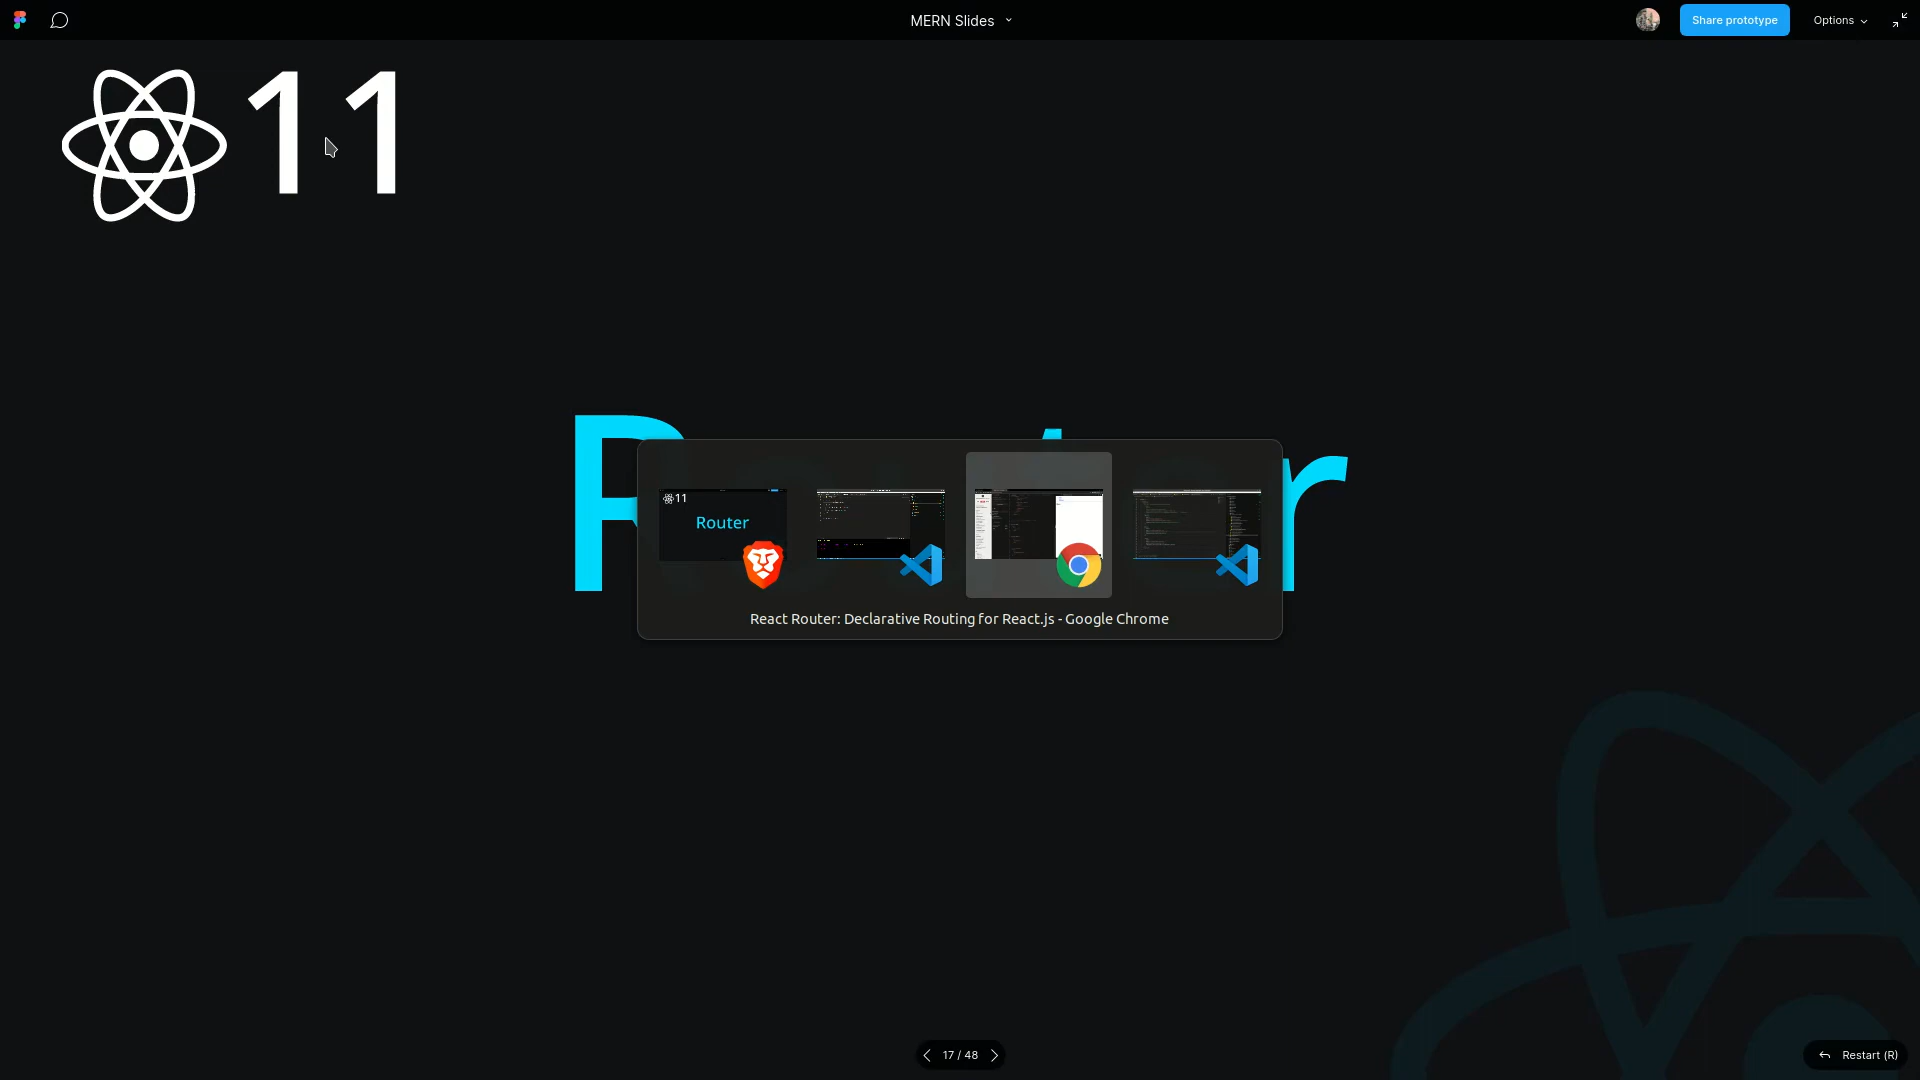 MERN Slides
Share prototype
Options
11
11
Router
React Router: Declarative Routing for React.js - Google Chrome
17 / 48
Restart (R)